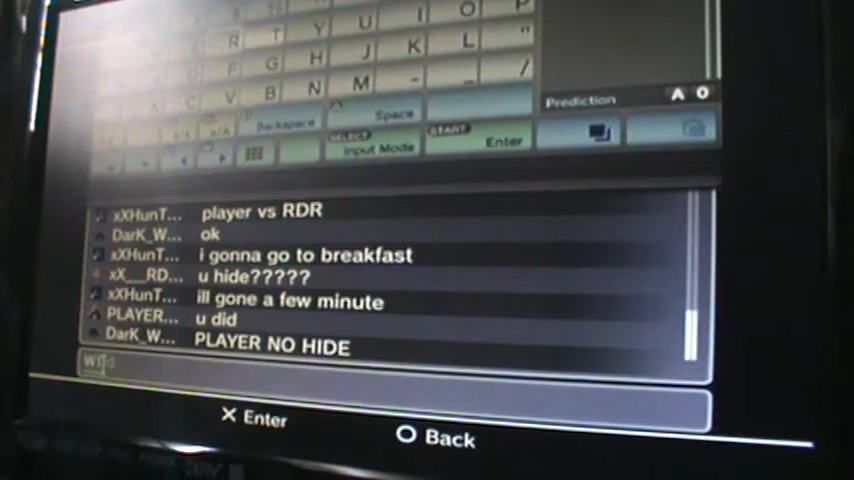 Y U I O P
R T
F G H J K L "
C V B N M - _ /
a/A Backspace Space
SELECT Input Mode START Enter
Prediction A 0
xXHunT... player vs RDR
DarK_W... ok
xXHunT... i gonna go to breakfast
xX__RD... u hide?????
xXHunT... ill gone a few minute
PLAYER... u did
DarK_W... PLAYER NO HIDE
X Enter O Back